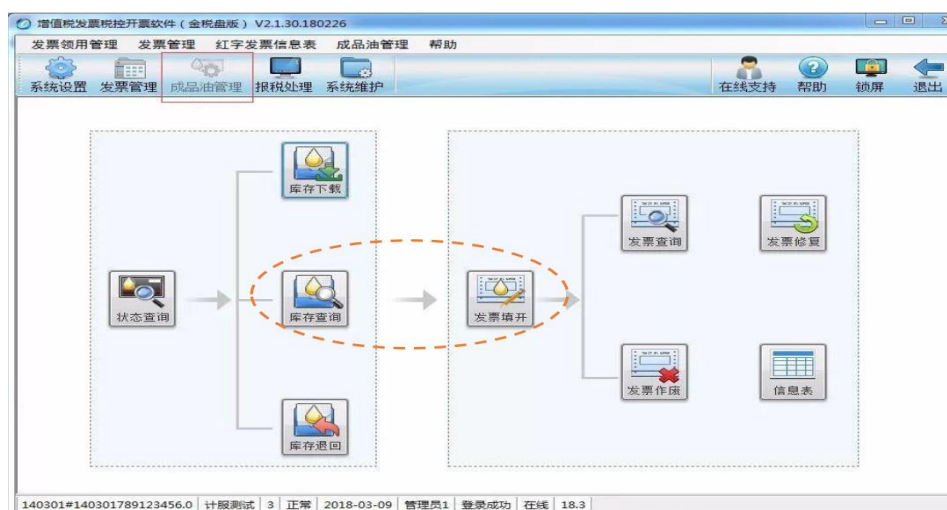 增值税发票税控开票软件（金税盘版）V2.1.30.180226
发票领用管理 发票管理 红字发票信息表 成品油管理 帮助
系统设置 发票管理 成品油管理 报税处理 系统维护 在线支持 帮助 锁屏 退出
库存下载
发票查询 发票修复
状态查询 库存查询 发票填开
发票作废 信息表
库存退回
140301#140301789123456.0 计服测试 3 正常 2018-03-09 管理员1 登录成功 在线 18.3